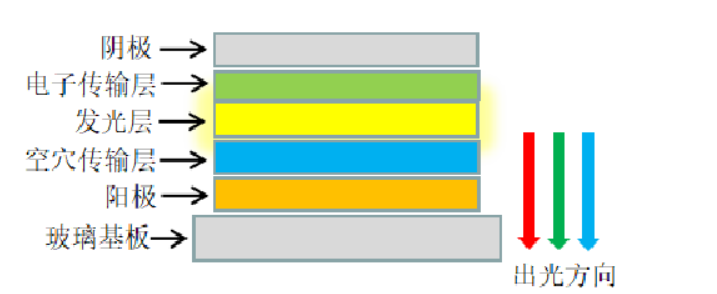 阴极
电子传输层
发光层
空穴传输层
阳极
玻璃基板
出光方向